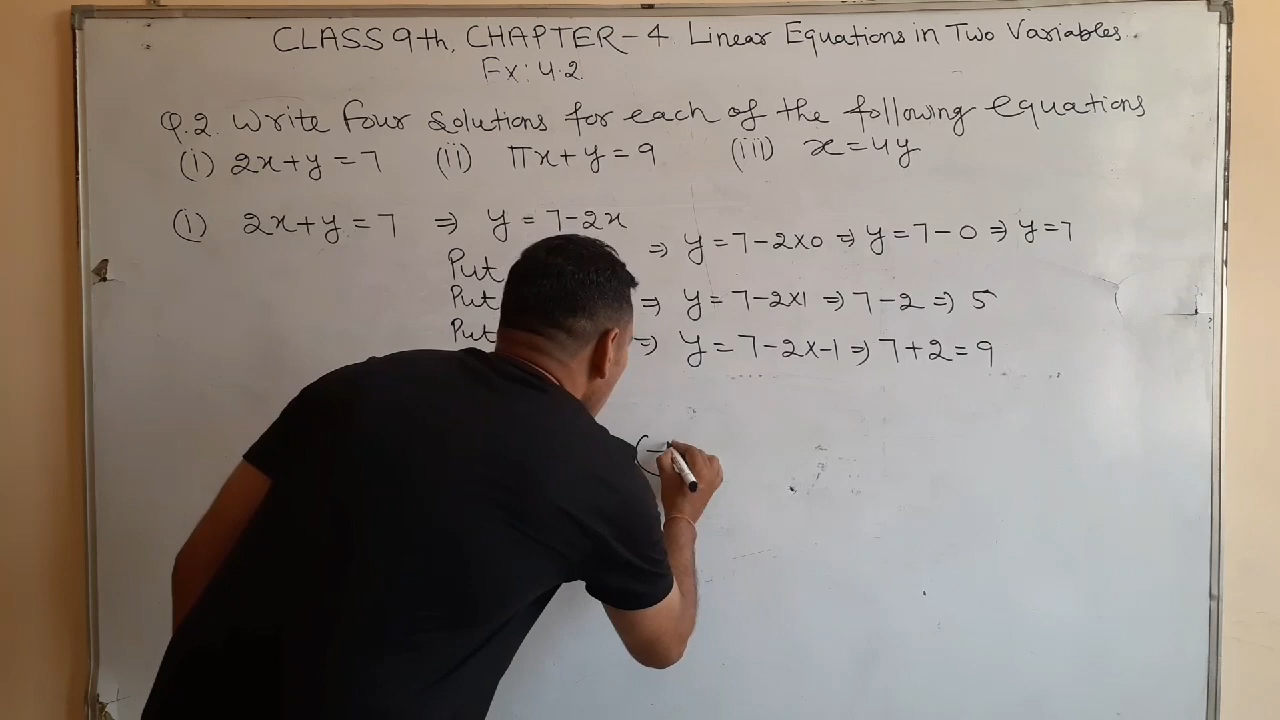 CLASS 9th, CHAPTER-4 Linear Equations in Two Variables.
Ex: 4.2
Q.2. Write four solutions for each of the following equations
(i) 2x+y=7 (ii) πx+y=9 (iii) x=4y
(i) 2x+y=7 ⇒ y=7-2x
Put ⇒ y=7-2×0 ⇒ y=7-0 ⇒ y=7
Put ⇒ y=7-2×1 ⇒ 7-2 ⇒ 5
Put ⇒ y=7-2×-1 ⇒ 7+2=9